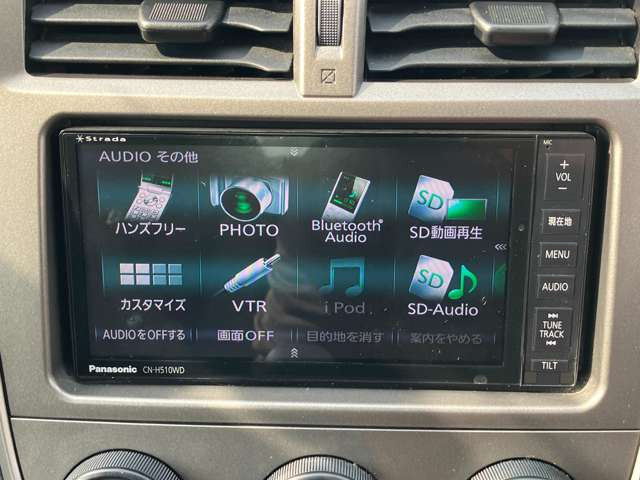 Strada
MIC
AUDIO その他
ハンズフリー
PHOTO
Bluetooth® Audio
SD
SD動画再生
カスタマイズ
VTR
iPod
SD
SD-Audio
AUDIOをOFFする
画面OFF
目的地を消す
案内をやめる
Panasonic CN-H510WD
+
VOL
−
現在地
MENU
AUDIO
TUNE
TRACK
TILT